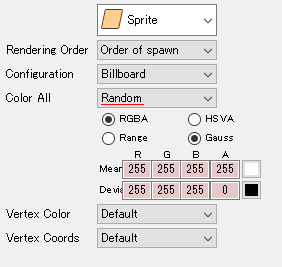 Sprite
Rendering Order Order of spawn
Configuration Billboard
Color All Random
RGBA HSVA
Range Gauss
R G B A
Mear 255 255 255 255
Devia 255 255 255 0
Vertex Color Default
Vertex Coords Default